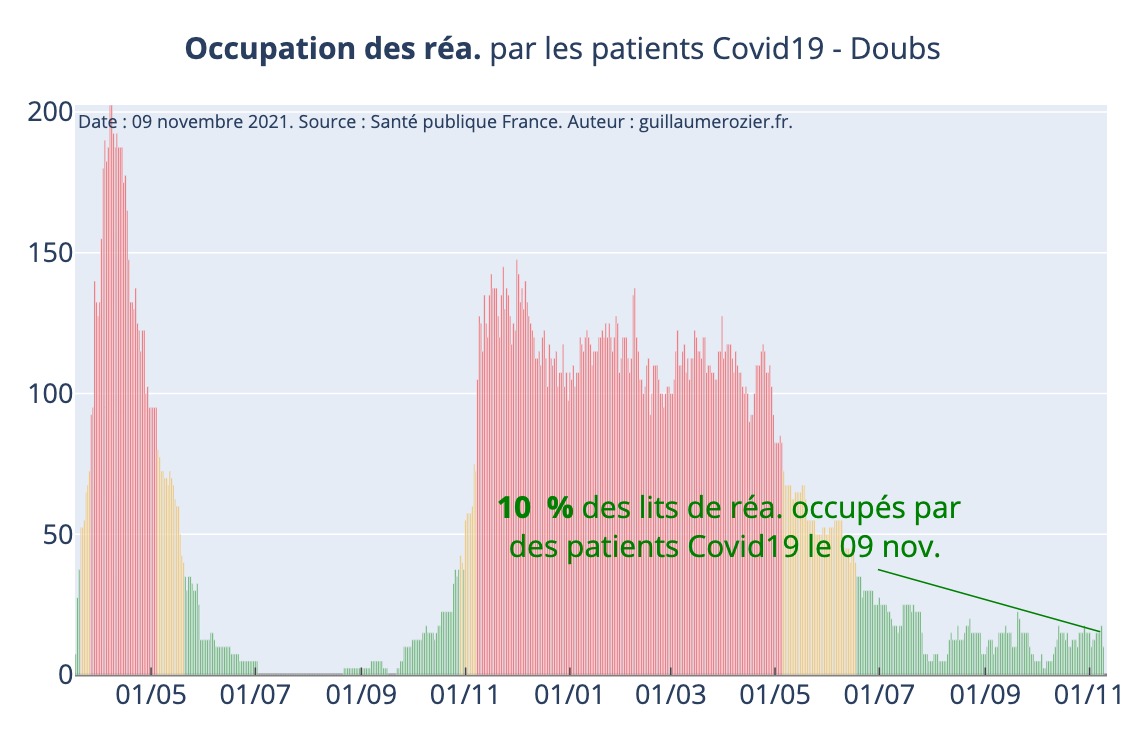 Occupation des réa. par les patients Covid19 - Doubs
200
Date : 09 novembre 2021. Source : Santé publique France. Auteur : guillaumerozier.fr.
150
100
10  % des lits de réa. occupés par
50
des patients Covid19 le 09 nov.
0
01/05 01/07 01/09 01/11 01/01 01/03 01/05 01/07 01/09 01/11